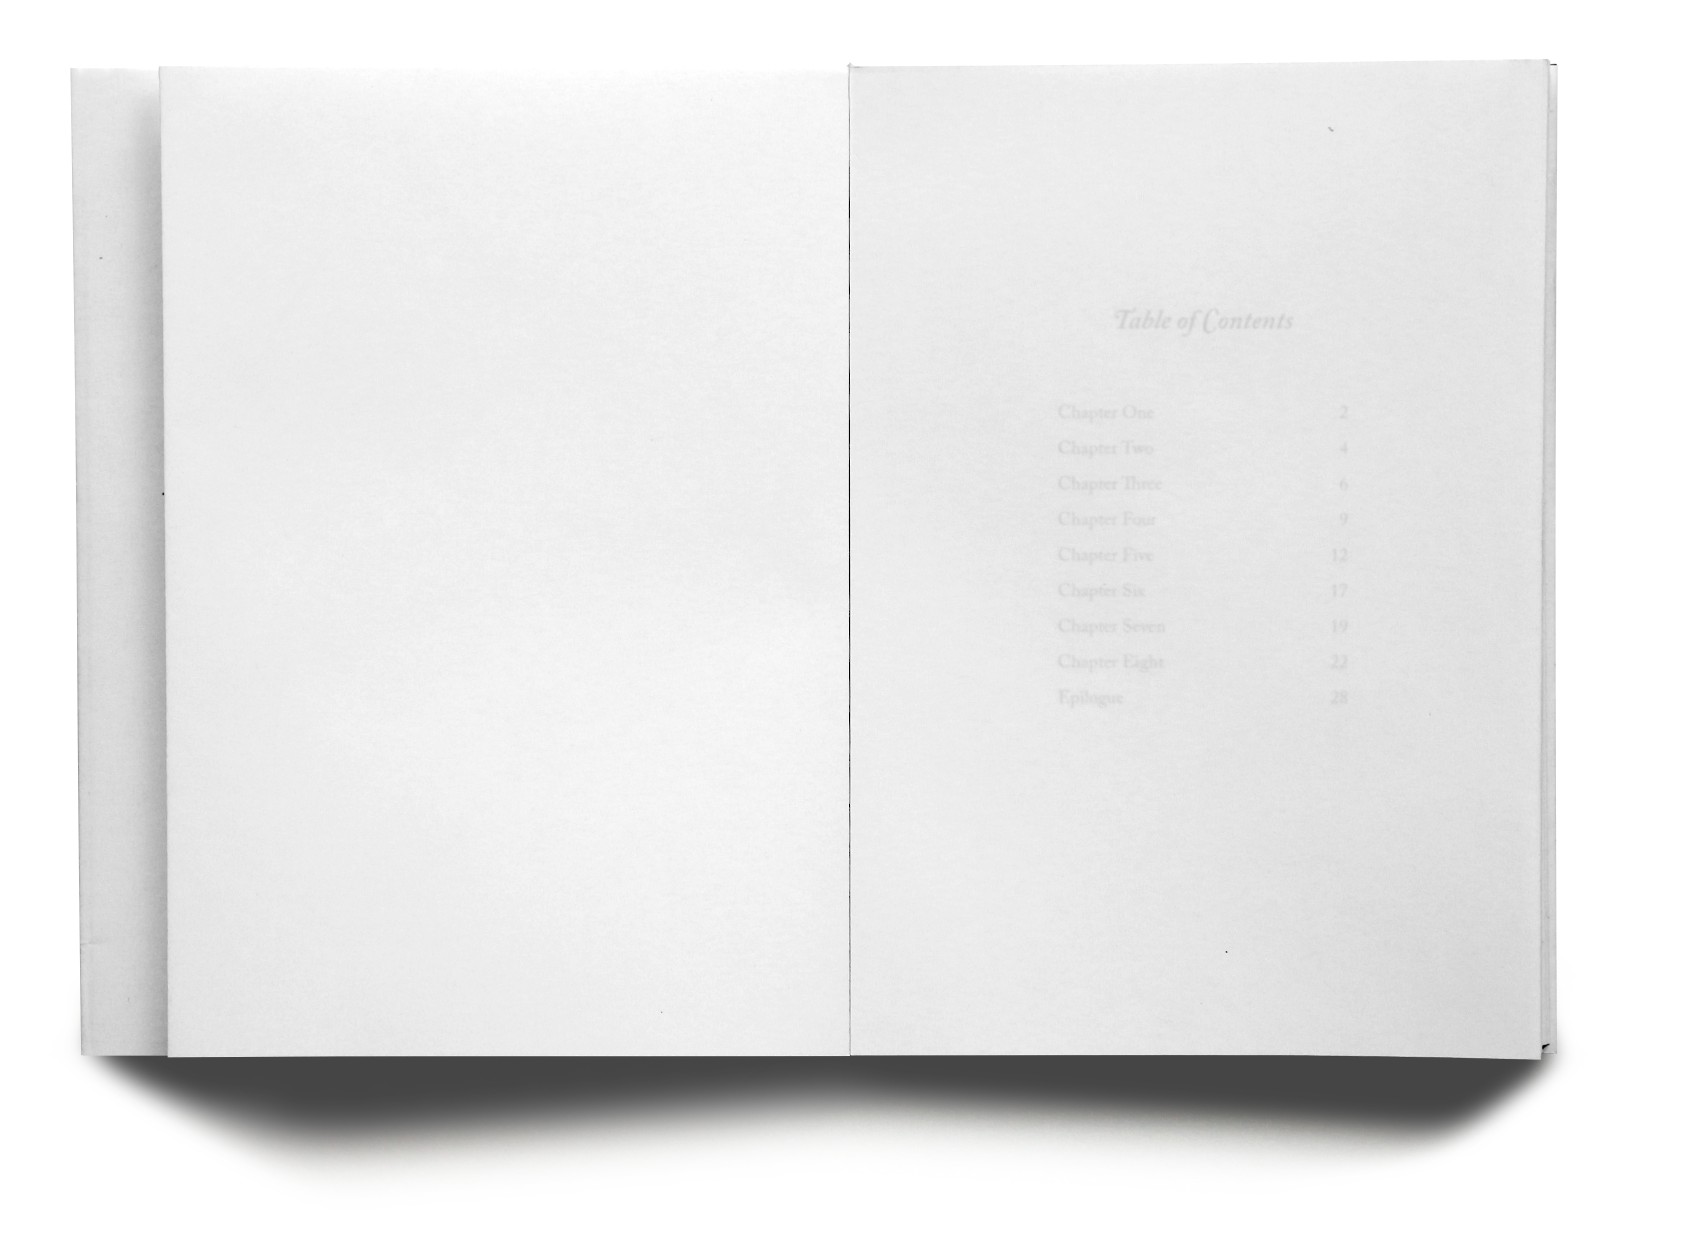 Table of Contents
Chapter One 2
Chapter Two 4
Chapter Three 6
Chapter Four 9
Chapter Five 12
Chapter Six 17
Chapter Seven 19
Chapter Eight 22
Epilogue 28